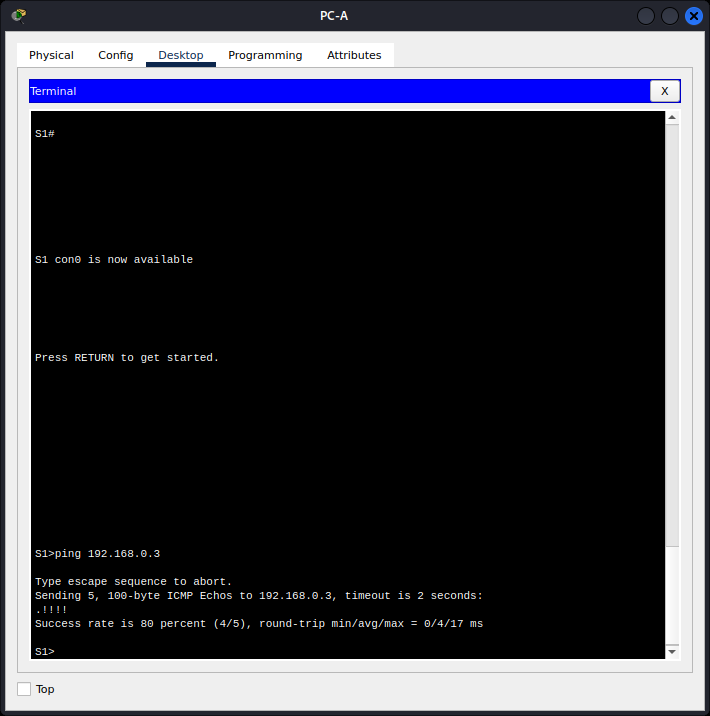 PC-A
Physical Config Desktop Programming Attributes
Terminal X
S1#
S1 con0 is now available
Press RETURN to get started.
S1>ping 192.168.0.3
Type escape sequence to abort.
Sending 5, 100-byte ICMP Echos to 192.168.0.3, timeout is 2 seconds:
.!!!!
Success rate is 80 percent (4/5), round-trip min/avg/max = 0/4/17 ms
S1>
Top